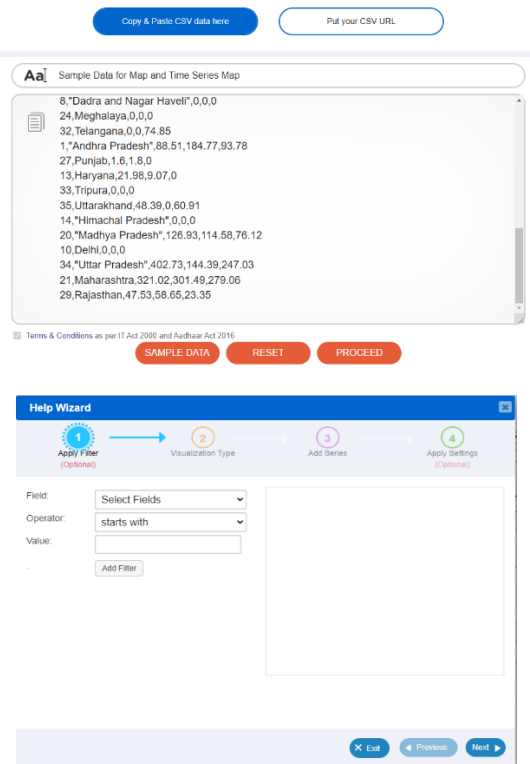 Copy & Paste CSV data here
Put your CSV URL
Aa
Sample Data for Map and Time Series Map
8,"Dadra and Nagar Haveli",0,0,0
24,Meghalaya,0,0,0
32,Telangana,0,0,74.85
1,"Andhra Pradesh",88.51,184.77,93.78
27,Punjab,1.6,1.8,0
13,Haryana,21.98,9.07,0
33,Tripura,0,0,0
35,Uttarakhand,48.39,0,60.91
14,"Himachal Pradesh",0,0,0
20,"Madhya Pradesh",126.93,114.58,76.12
10,Delhi,0,0,0
34,"Uttar Pradesh",402.73,144.39,247.03
21,Maharashtra,321.02,301.49,279.06
29,Rajasthan,47.53,58.65,23.35
Terms & Conditions as per IT Act 2000 and Aadhaar Act 2016
SAMPLE DATA
RESET
PROCEED
Help Wizard
1
2
3
4
Apply Filter
Visualization Type
Add Series
Apply Settings
(Optional)
(Optional)
Field:
Select Fields
Operator:
starts with
Value:
.
Add Filter
X Exit
Previous
Next